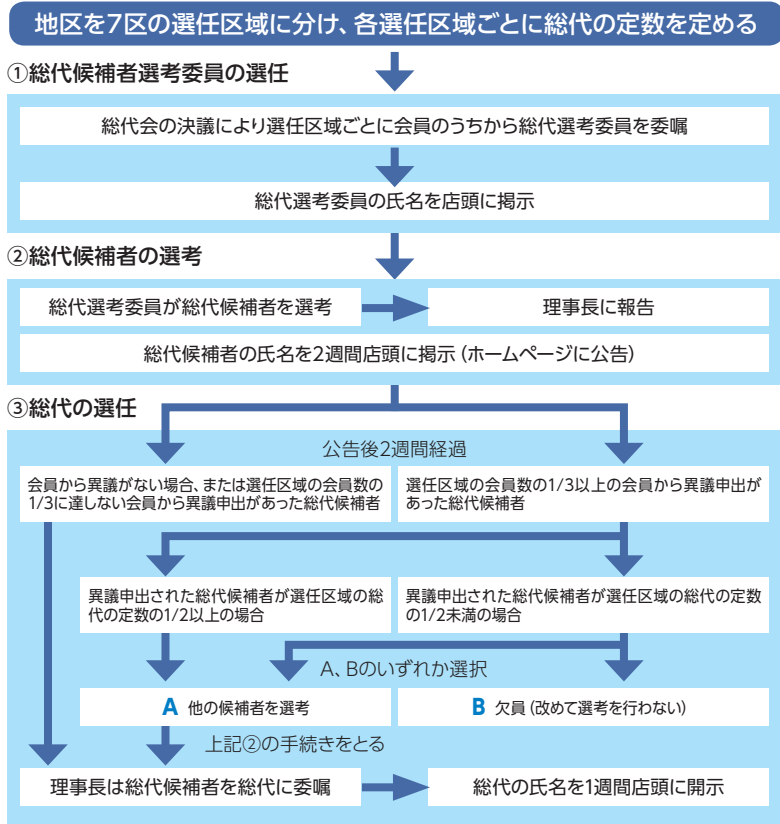 地区を7区の選任区域に分け、各選任区域ごとに総代の定数を定める
①総代候補者選考委員の選任
総代会の決議により選任区域ごとに会員のうちから総代選考委員を委嘱
総代選考委員の氏名を店頭に掲示
②総代候補者の選考
総代選考委員が総代候補者を選考
理事長に報告
総代候補者の氏名を2週間店頭に掲示（ホームページに公告）
③総代の選任
公告後2週間経過
会員から異議がない場合、または選任区域の会員数の
1/3に達しない会員から異議申出があった総代候補者
選任区域の会員数の1/3以上の会員から異議申出が
あった総代候補者
異議申出された総代候補者が選任区域の総
代の定数の1/2以上の場合
異議申出された総代候補者が選任区域の総代の定数
の1/2未満の場合
A、Bのいずれか選択
A 他の候補者を選考
B 欠員（改めて選考を行わない）
上記②の手続きをとる
理事長は総代候補者を総代に委嘱
総代の氏名を1週間店頭に開示